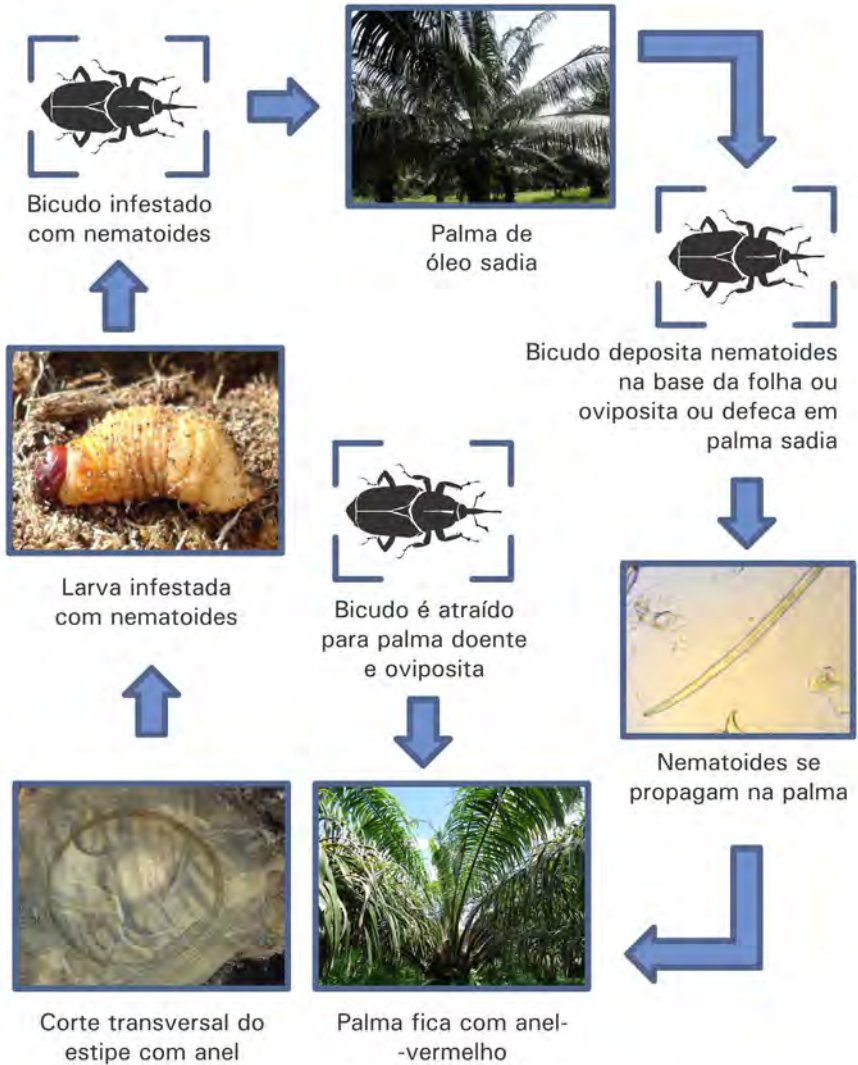 Bicudo infestado
com nematoides
Palma de
óleo sadia
Bicudo deposita nematoides
na base da folha ou
oviposita ou defeca em
palma sadia
Nematoides se
propagam na palma
Palma fica com anel-
-vermelho
Bicudo é atraído
para palma doente
e oviposita
Corte transversal do
estipe com anel
Larva infestada
com nematoides